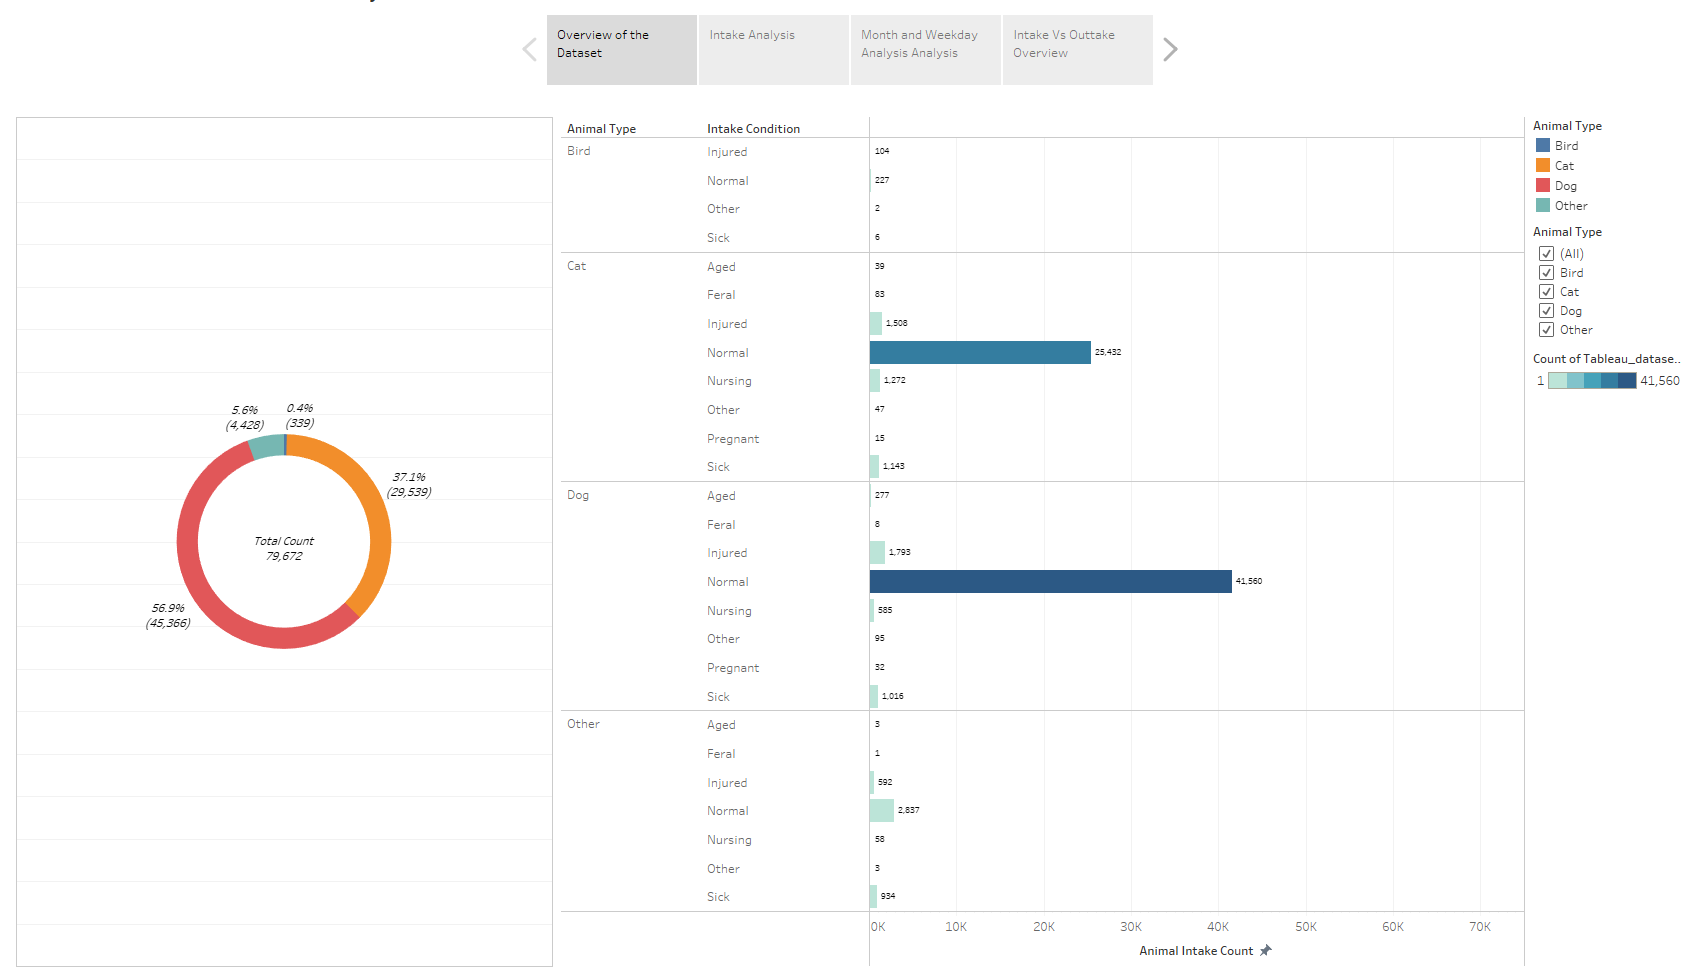 Overview of the
Dataset
Intake Analysis
Month and Weekday
Analysis Analysis
Intake Vs Outtake
Overview
5.6%
(4,428)
0.4%
(339)
37.1%
(29,539)
Total Count
79,672
56.9%
(45,366)
Animal Type Intake Condition
Bird Injured 104
Normal 227
Other 2
Sick 6
Cat Aged 39
Feral 83
Injured 1,508
Normal 25,432
Nursing 1,272
Other 47
Pregnant 15
Sick 1,143
Dog Aged 277
Feral 8
Injured 1,793
Normal 41,560
Nursing 585
Other 95
Pregnant 32
Sick 1,016
Other Aged 3
Feral 1
Injured 592
Normal 2,837
Nursing 58
Other 3
Sick 934
0K 10K 20K 30K 40K 50K 60K 70K
Animal Intake Count
Animal Type
Bird
Cat
Dog
Other
Animal Type
(All)
Bird
Cat
Dog
Other
Count of Tableau_datase..
1 41,560